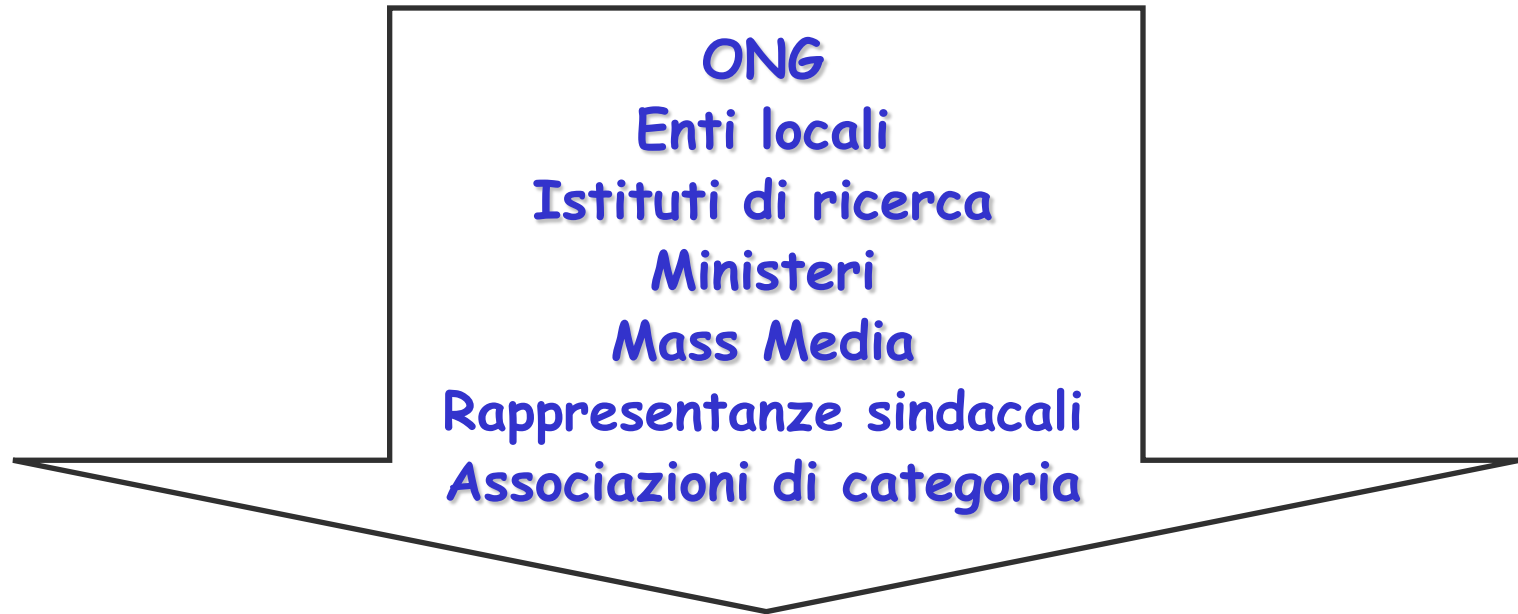 ONG
Enti locali
Istituti di ricerca
Ministeri
Mass Media
Rappresentanze sindacali
Associazioni di categoria